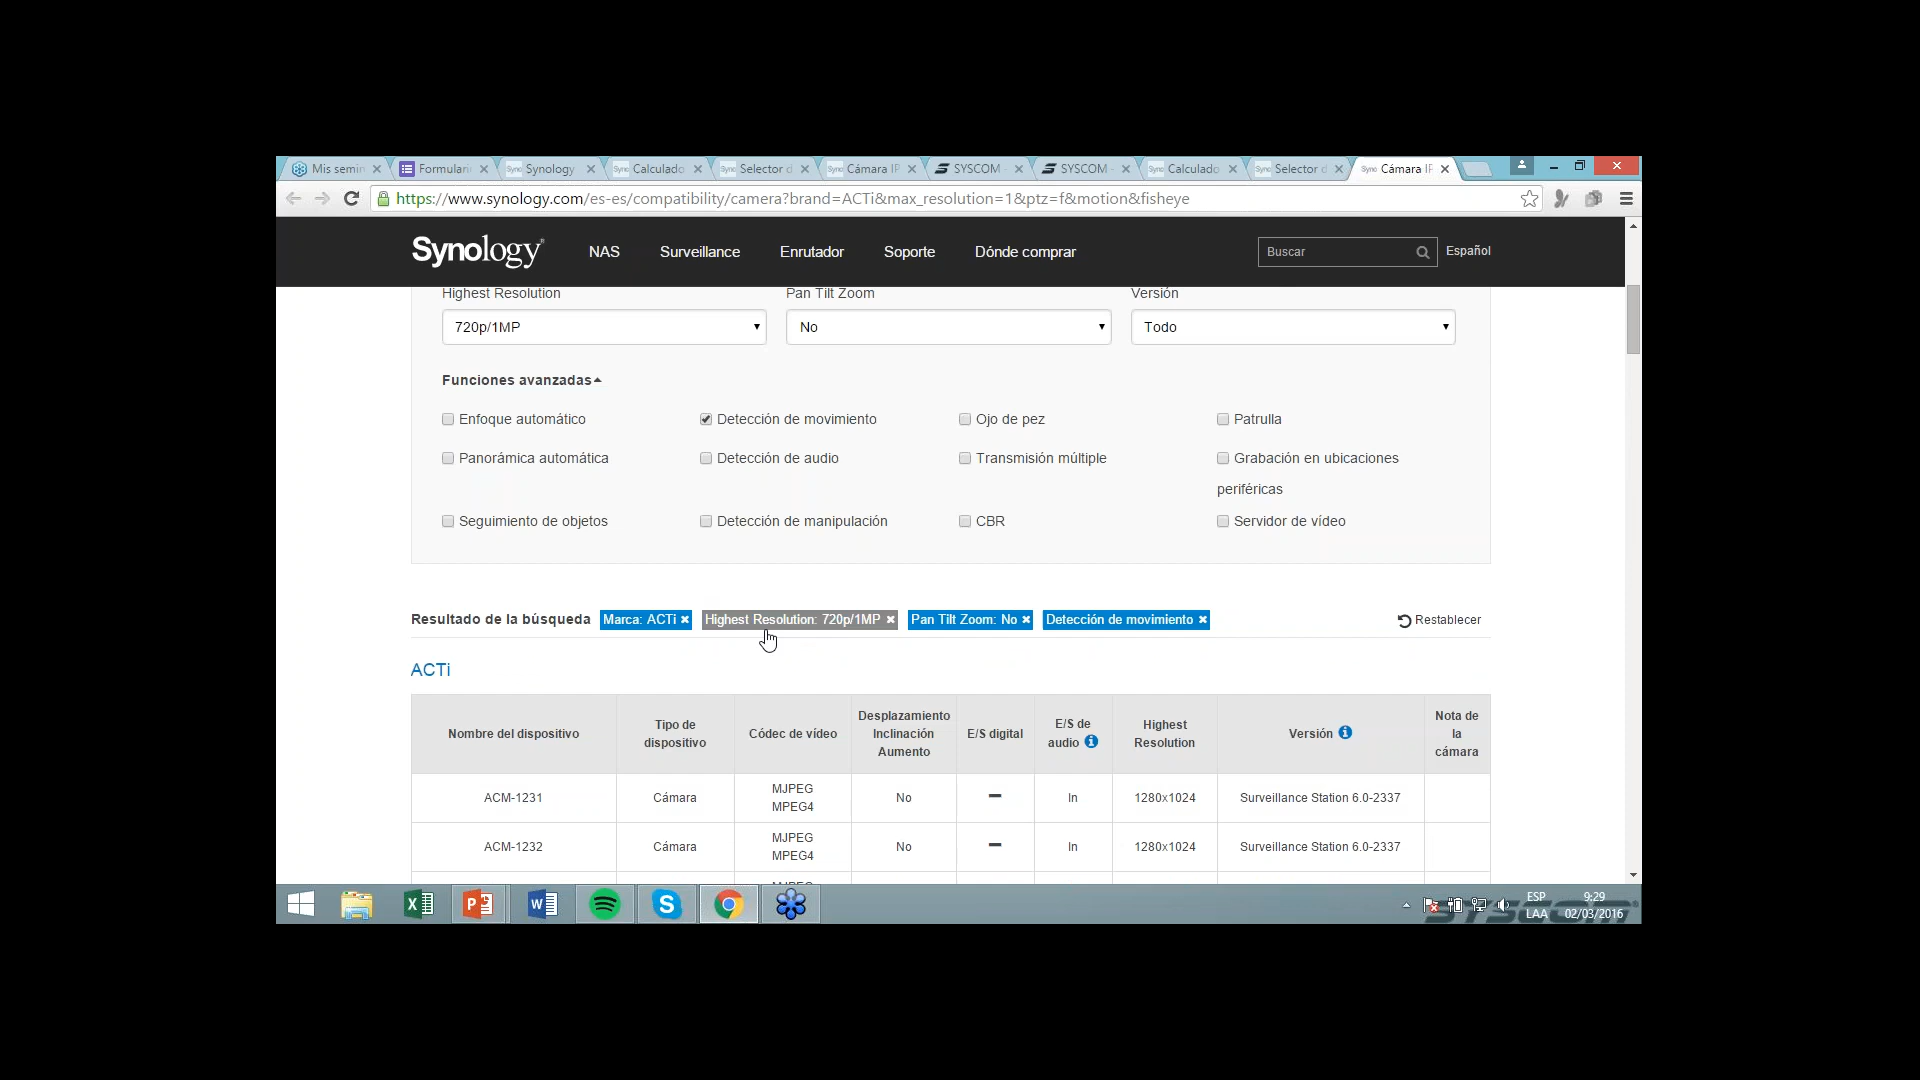 Mis semin
Formulari
Synology
Calculado
Selector d
Cámara IP
SYSCOM -
SYSCOM -
Calculado
Selector d
Cámara IP
https://www.synology.com/es-es/compatibility/camera?brand=ACTi&max_resolution=1&ptz=f&motion&fisheye
Synology
NAS
Surveillance
Enrutador
Soporte
Dónde comprar
Buscar
Español
Highest Resolution
Pan Tilt Zoom
Versión
720p/1MP
No
Todo
Funciones avanzadas
Enfoque automático
Detección de movimiento
Ojo de pez
Patrulla
Panorámica automática
Detección de audio
Transmisión múltiple
Grabación en ubicaciones
periféricas
Seguimiento de objetos
Detección de manipulación
CBR
Servidor de vídeo
Resultado de la búsqueda
Marca: ACTi ×
Highest Resolution: 720p/1MP ×
Pan Tilt Zoom: No ×
Detección de movimiento ×
Restablecer
ACTi
Nombre del dispositivo
Tipo de
dispositivo
Códec de vídeo
Desplazamiento
Inclinación
Aumento
E/S digital
E/S de
audio
Highest
Resolution
Versión
Nota de
la
cámara
ACM-1231
Cámara
MJPEG
MPEG4
No
In
1280x1024
Surveillance Station 6.0-2337
ACM-1232
Cámara
MJPEG
MPEG4
No
In
1280x1024
Surveillance Station 6.0-2337
ESP
LAA
9:29
02/03/2016
SYSCOM